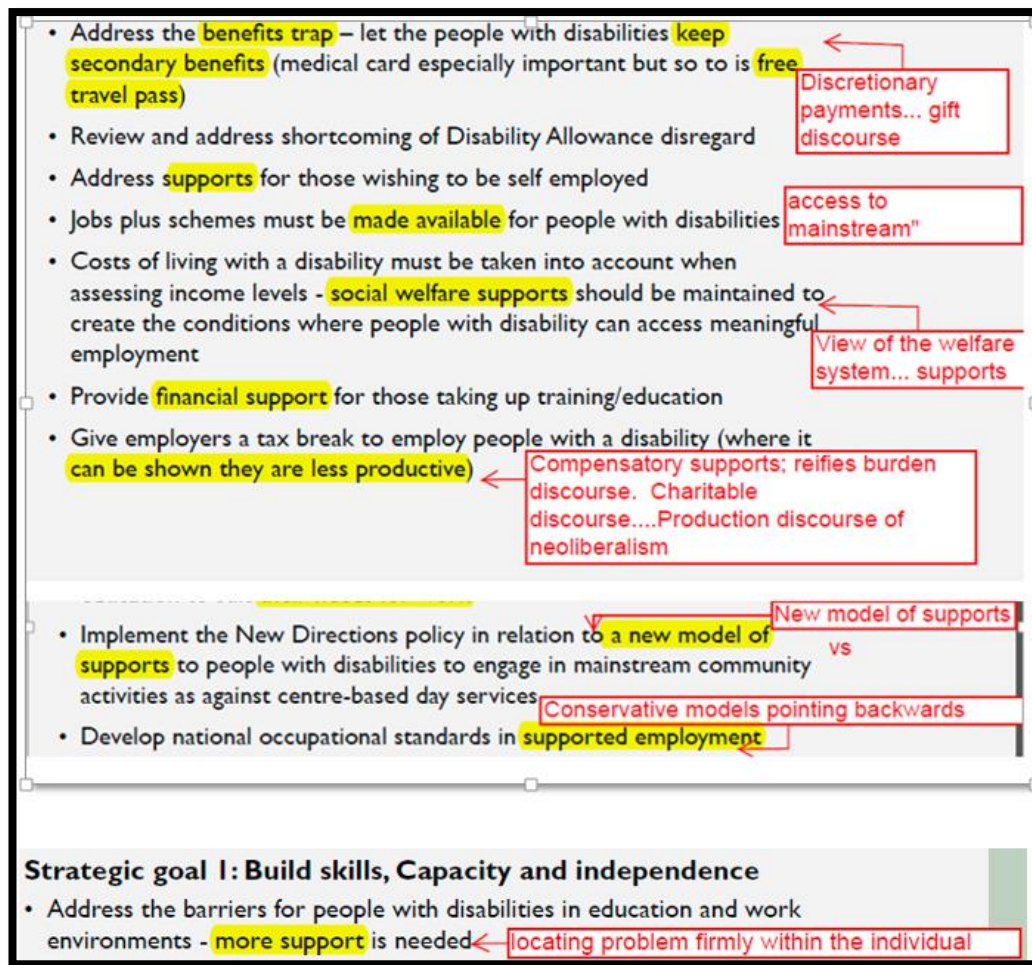 • Address the benefits trap – let the people with disabilities keep
secondary benefits (medical card especially important but so to is free
travel pass)
Discretionary
payments... gift
discourse
• Review and address shortcoming of Disability Allowance disregard
• Address supports for those wishing to be self employed
• Jobs plus schemes must be made available for people with disabilities
access to
mainstream"
• Costs of living with a disability must be taken into account when
assessing income levels - social welfare supports should be maintained to
create the conditions where people with disability can access meaningful
employment
View of the welfare
system... supports
• Provide financial support for those taking up training/education
• Give employers a tax break to employ people with a disability (where it
can be shown they are less productive)
Compensatory supports; reifies burden
discourse. Charitable
discourse....Production discourse of
neoliberalism
• Implement the New Directions policy in relation to a new model of
supports to people with disabilities to engage in mainstream community
activities as against centre-based day services
New model of supports
vs
Conservative models pointing backwards
• Develop national occupational standards in supported employment
Strategic goal 1: Build skills, Capacity and independence
• Address the barriers for people with disabilities in education and work
environments - more support is needed
locating problem firmly within the individual